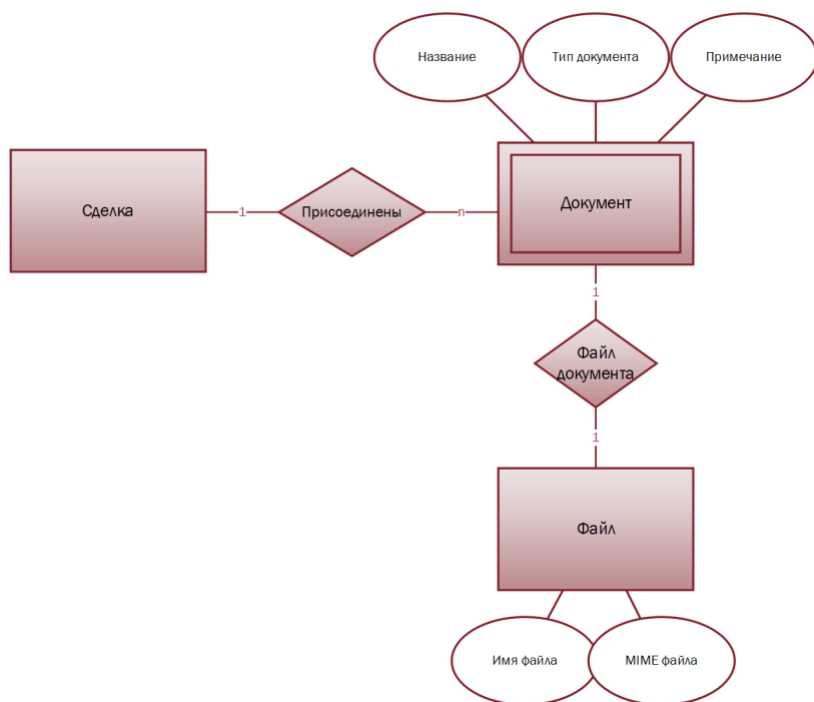 Название
Тип документа
Примечание
Сделка
1
Присоединены
n
Документ
1
Файл
документа
1
Файл
Имя файла
MIME файла